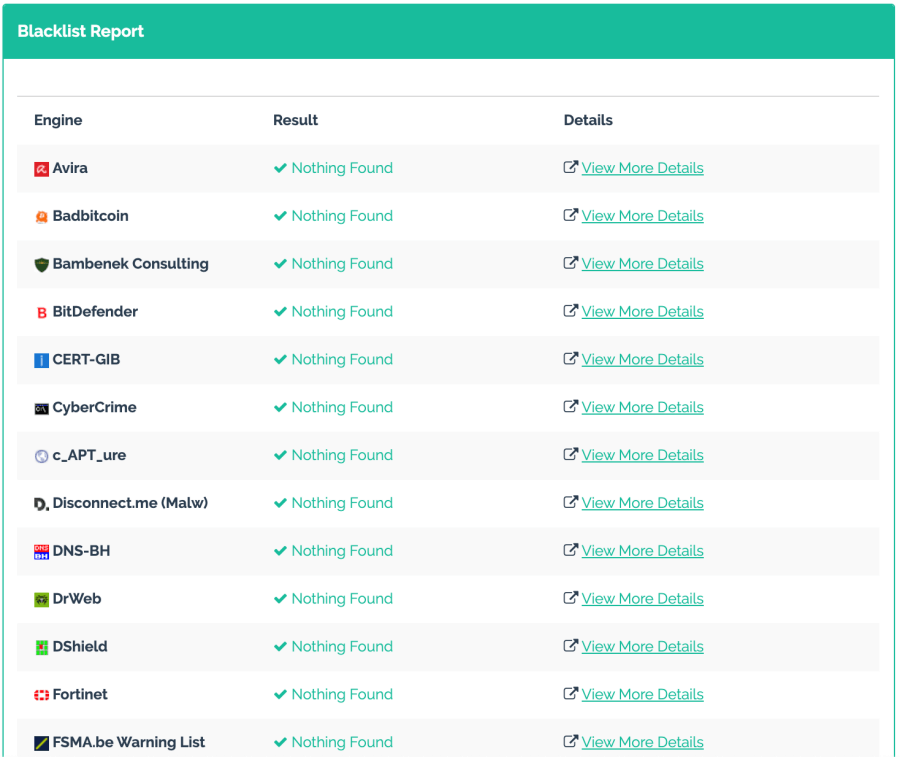 Blacklist Report
Engine Result Details
Avira Nothing Found View More Details
Badbitcoin Nothing Found View More Details
Bambenek Consulting Nothing Found View More Details
BitDefender Nothing Found View More Details
CERT-GIB Nothing Found View More Details
CyberCrime Nothing Found View More Details
c_APT_ure Nothing Found View More Details
Disconnect.me (Malw) Nothing Found View More Details
DNS-BH Nothing Found View More Details
DrWeb Nothing Found View More Details
DShield Nothing Found View More Details
Fortinet Nothing Found View More Details
FSMA.be Warning List Nothing Found View More Details